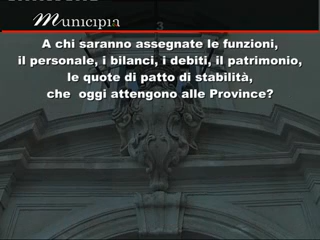 Municipia
3
A chi saranno assegnate le funzioni,
il personale, i bilanci, i debiti, il patrimonio,
le quote di patto di stabilità,
che oggi attengono alle Province?